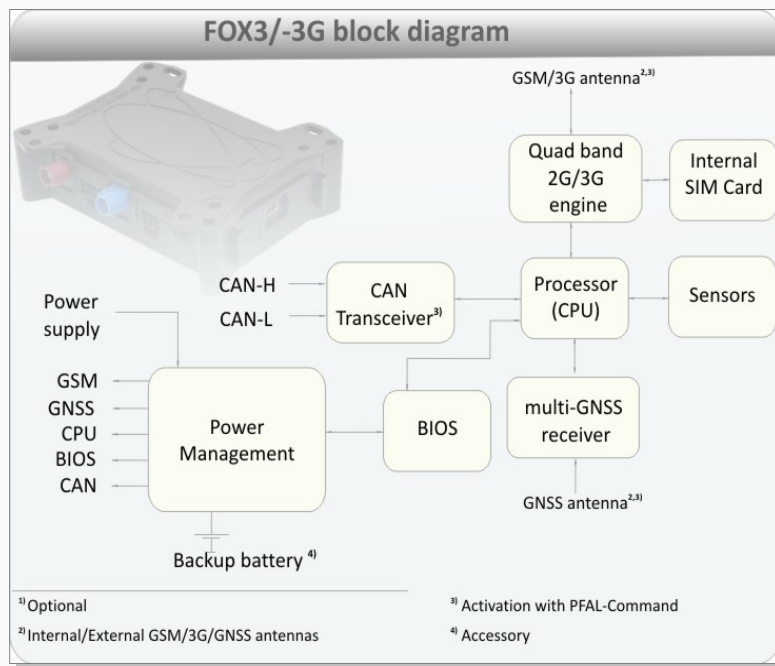 FOX3/-3G block diagram
GSM/3G antenna2,3)
Quad band
2G/3G
engine
Internal
SIM Card
CAN-H
CAN-L
CAN
Transceiver3)
Processor
(CPU)
Sensors
Power
supply
GSM
GNSS
CPU
BIOS
CAN
Power
Management
BIOS
multi-GNSS
receiver
GNSS antenna2,3)
Backup battery 4)
1) Optional
2) Internal/External GSM/3G/GNSS antennas
3) Activation with PFAL-Command
4) Accessory